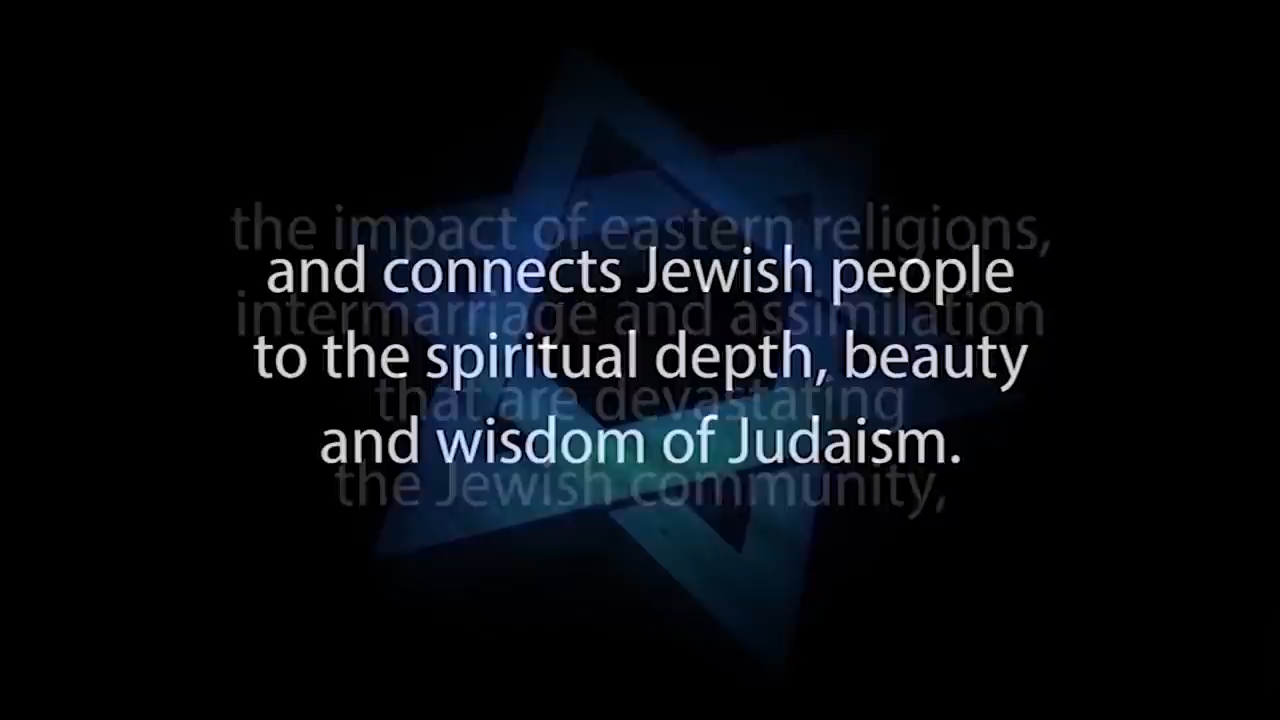 the impact of eastern religions,
and connects Jewish people
intermarriage and assimilation
to the spiritual depth, beauty
that are devastating
and wisdom of Judaism.
the Jewish community,